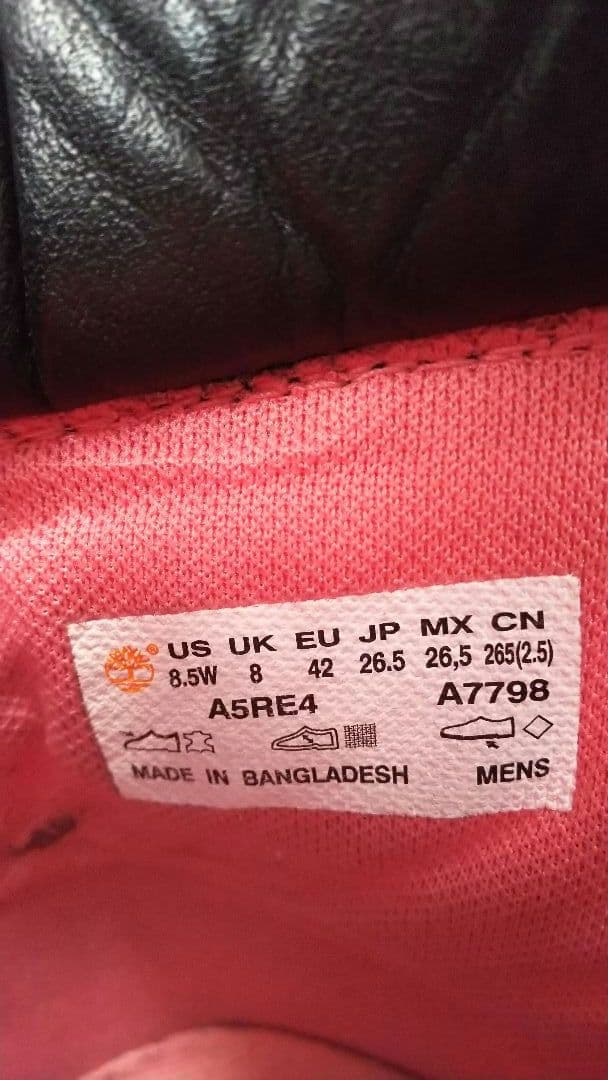 US UK EU JP MX CN
8.5W 8 42 26.5 26,5 265(2.5)
A5RE4 A7798
MADE IN BANGLADESH MENS